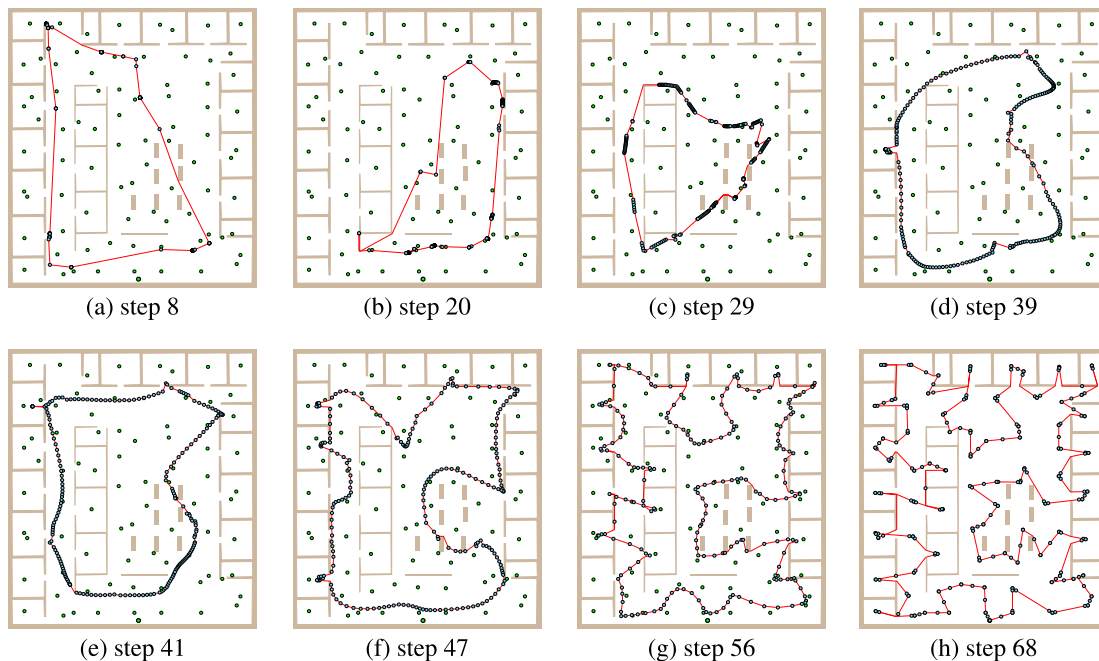 (a) step 8
(b) step 20
(c) step 29
(d) step 39
(e) step 41
(f) step 47
(g) step 56
(h) step 68